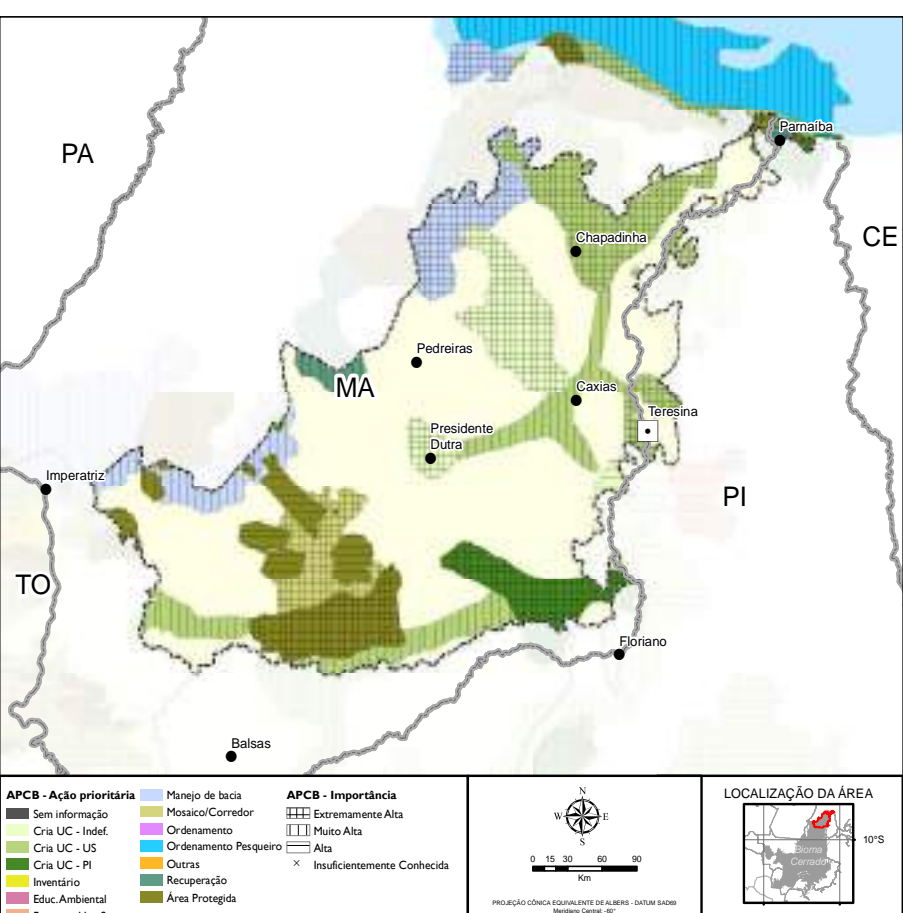 PA
Parnaíba
CE
Chapadinha
Pedreiras
MA
Caxias
Teresina
Presidente
Dutra
Imperatriz
PI
TO
Floriano
Balsas
APCB - Ação prioritária
Sem informação
Cria UC - Indef.
Cria UC - US
Cria UC - PI
Inventário
Educ.Ambiental
Manejo de bacia
Mosaico/Corredor
Ordenamento
Ordenamento Pesqueiro
Outras
Recuperação
Área Protegida
APCB - Importância
Extremamente Alta
Muito Alta
Alta
Insuficientemente Conhecida
N
W E
S
0 15 30 60 90
Km
PROJEÇÃO CÔNICA EQUIVALENTE DE ALBERS - DATUM SAD69
Meridiano Central: -60°
LOCALIZAÇÃO DA ÁREA
10°S
Bioma
Cerrado